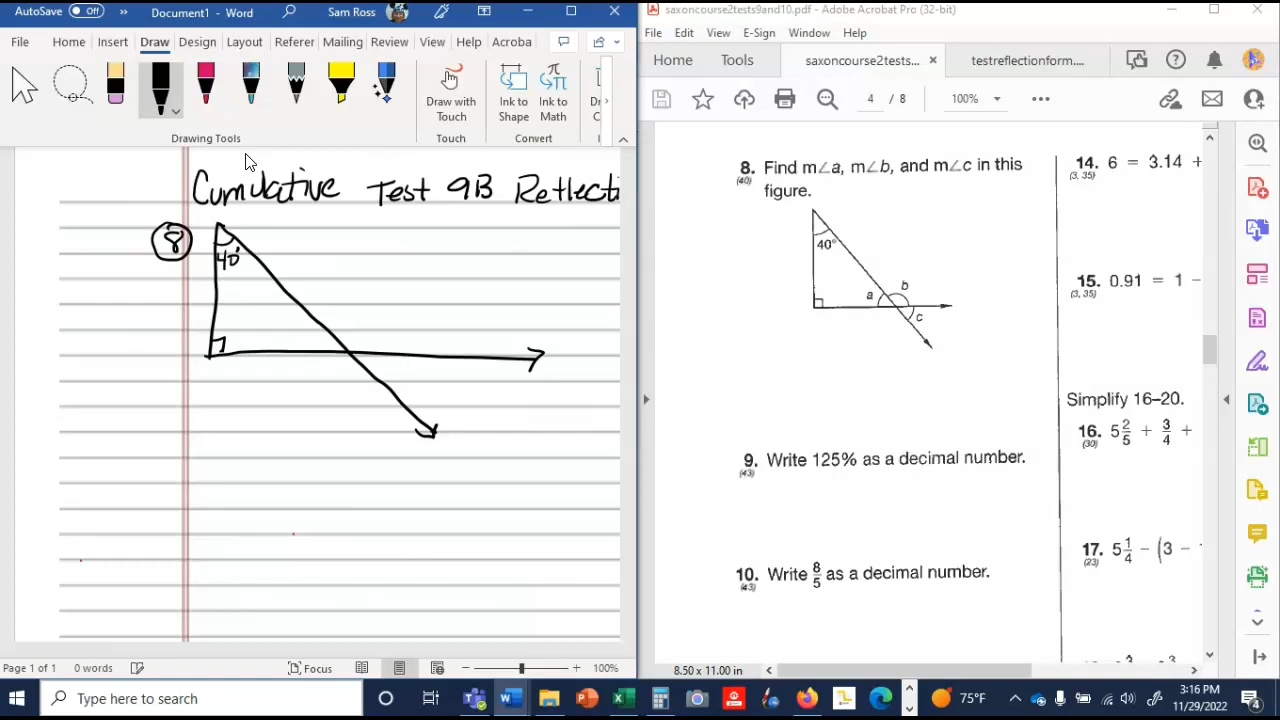 AutoSave Off Document1 - Word Sam Ross
File Home Insert Draw Design Layout Referer Mailing Review View Help Acroba
Draw with Touch
Ink to Shape
Ink to Math
Touch Convert
Drawing Tools
Cumulative Test 9B Reflecti
8
40°
Page 1 of 1 0 words Focus 100%
saxoncourse2tests9and10.pdf - Adobe Acrobat Pro (32-bit)
File Edit View E-Sign Window Help
Home Tools saxoncourse2tests... testreflectionform....
4 / 8 100%
8. Find m∠a, m∠b, and m∠c in this
(40) figure.
40°
a b
c
9. Write 125% as a decimal number.
(43)
10. Write 8/5 as a decimal number.
(43)
14. 6 = 3.14 +
(3, 35)
15. 0.91 = 1 -
(3, 35)
Simplify 16–20.
16. 5 2/5 + 3/4 +
(30)
17. 5 1/4 − (3 −
(23)
8.50 x 11.00 in
Type here to search
75°F
3:16 PM
11/29/2022
4